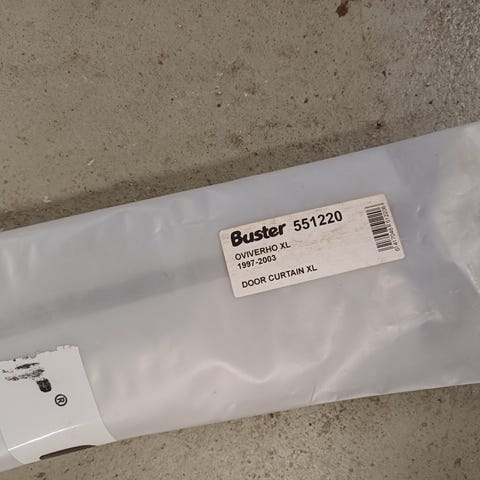 Buster 551220
OVIVERHO XL
1997-2003
DOOR CURTAIN XL
®